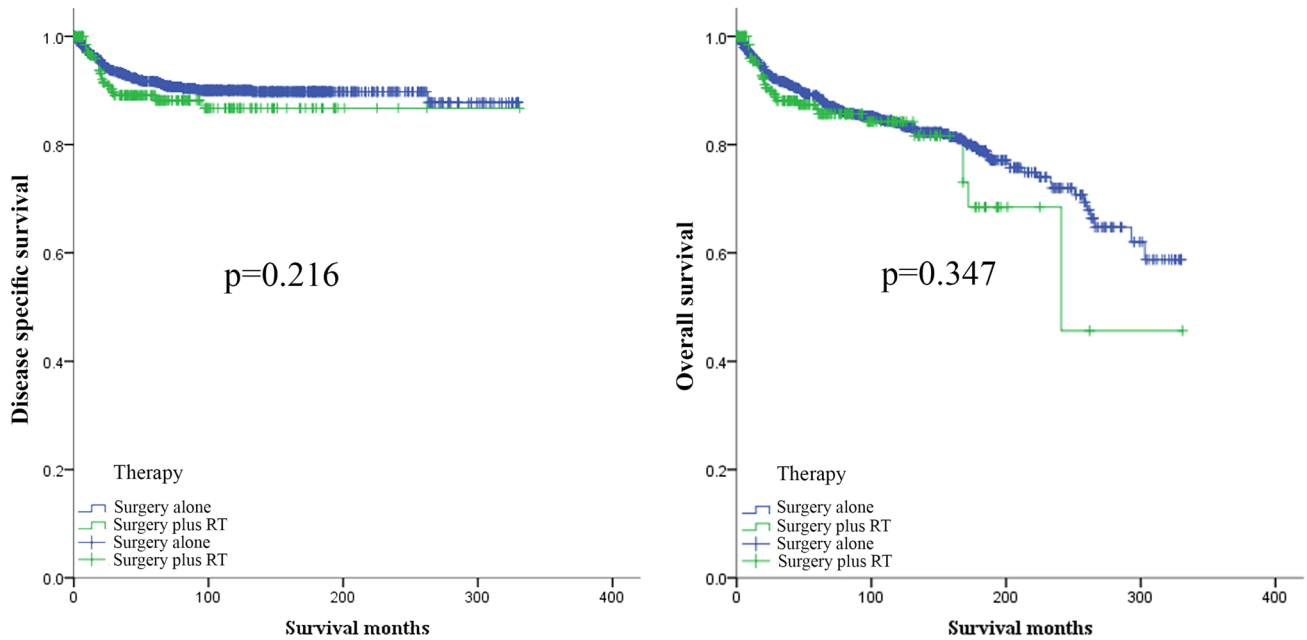 Disease specific survival
1.0
0.8
0.6
0.4
0.2
0.0
p=0.216
Therapy
Surgery alone
Surgery plus RT
Surgery alone
Surgery plus RT
0
100
200
300
400
Survival months
Overall survival
1.0
0.8
0.6
0.4
0.2
0.0
p=0.347
Therapy
Surgery alone
Surgery plus RT
Surgery alone
Surgery plus RT
0
100
200
300
400
Survival months